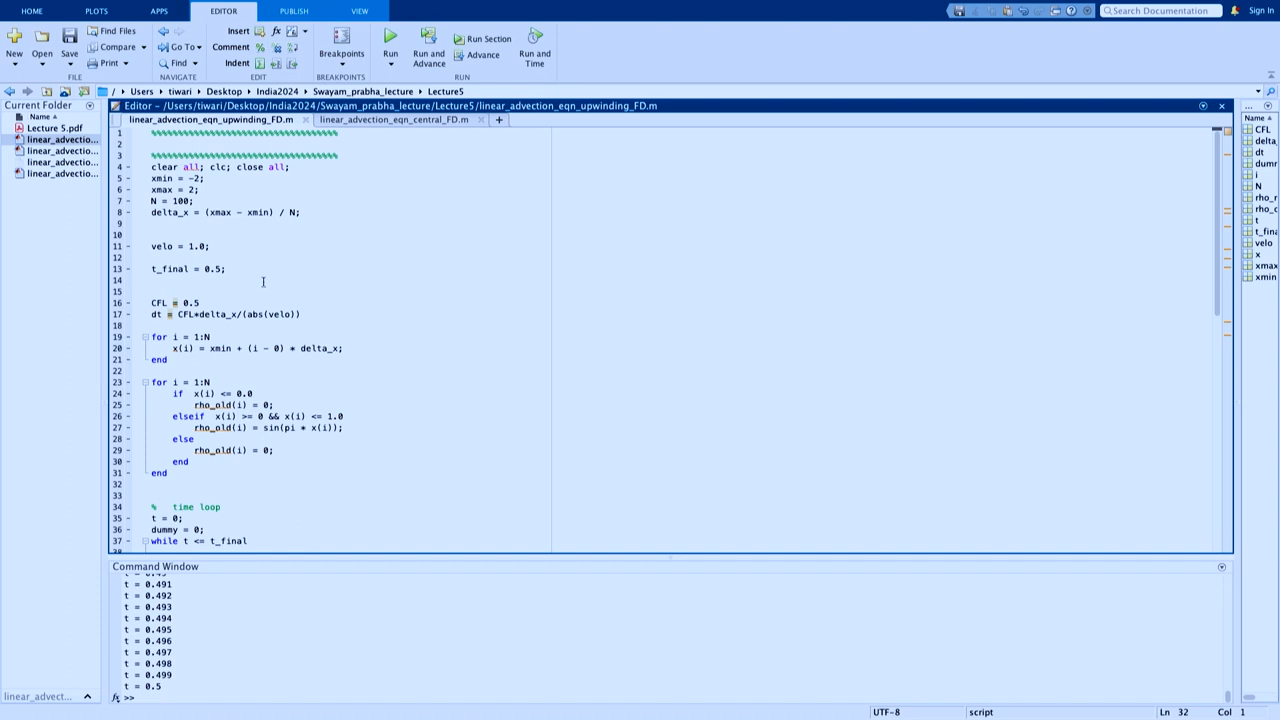 HOME PLOTS APPS EDITOR PUBLISH VIEW Search Documentation Sign In
New Open Save Find Files Compare Print Go To Find Insert fx Comment % Indent Breakpoints Run Run and Advance Run Section Advance Run and Time
FILE NAVIGATE EDIT BREAKPOINTS RUN
/ Users tiwari Desktop India2024 Swayam_prabha_lecture Lecture5
Current Folder
Name
Lecture 5.pdf
linear_advectio...
linear_advectio...
linear_advectio...
linear_advectio...
linear_advect...
Editor - /Users/tiwari/Desktop/India2024/Swayam_prabha_lecture/Lecture5/linear_advection_eqn_upwinding_FD.m
linear_advection_eqn_upwinding_FD.m linear_advection_eqn_central_FD.m +
1 %%%%%%%%%%%%%%%%%%%%%%%%%%%%%%%%%%%
2
3 %%%%%%%%%%%%%%%%%%%%%%%%%%%%%%%%%%%
4 - clear all; clc; close all;
5 - xmin = -2;
6 - xmax = 2;
7 - N = 100;
8 - delta_x = (xmax - xmin) / N;
9
10
11 - velo = 1.0;
12
13 - t_final = 0.5;
14
15
16 - CFL = 0.5
17 - dt = CFL*delta_x/(abs(velo))
18
19 - for i = 1:N
20 - x(i) = xmin + (i - 0) * delta_x;
21 - end
22
23 - for i = 1:N
24 - if x(i) <= 0.0
25 - rho_old(i) = 0;
26 - elseif x(i) >= 0 && x(i) <= 1.0
27 - rho_old(i) = sin(pi * x(i));
28 - else
29 - rho_old(i) = 0;
30 - end
31 - end
32
33
34 % time loop
35 - t = 0;
36 - dummy = 0;
37 - while t <= t_final
Command Window
t = 0.491
t = 0.492
t = 0.493
t = 0.494
t = 0.495
t = 0.496
t = 0.497
t = 0.498
t = 0.499
t = 0.5
fx >>
Name
CFL
delta_
dt
dumr
i
N
rho_r
rho_c
t
t_fina
velo
x
xmax
xmin
UTF-8 script Ln 32 Col 1